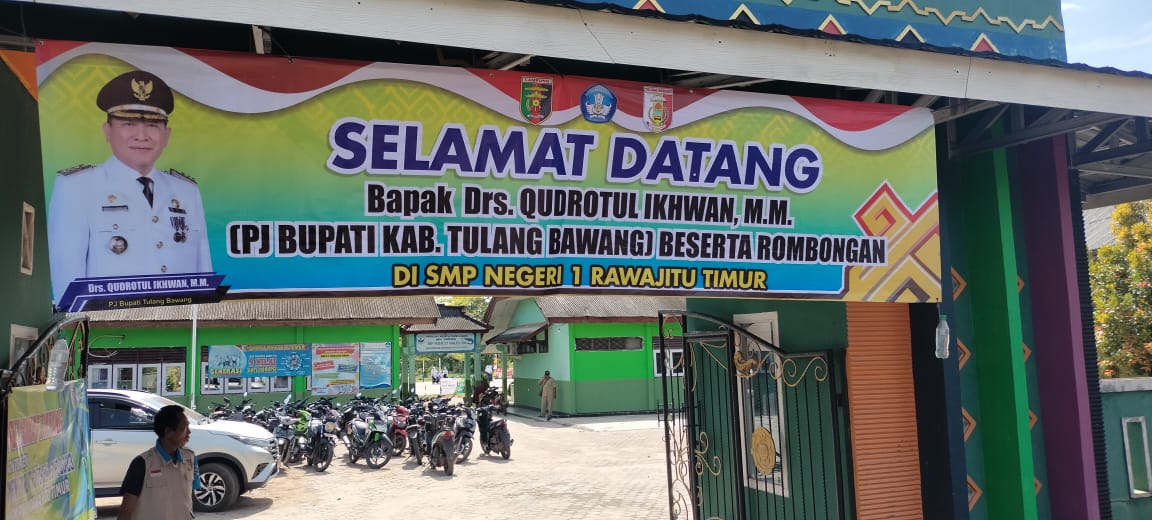 SELAMAT DATANG
Bapak Drs. QUDROTUL IKHWAN, M.M.
(PJ BUPATI KAB. TULANG BAWANG) BESERTA ROMBONGAN
DI SMP NEGERI 1 RAWAJITU TIMUR
Drs. QUDROTUL IKHWAN, M.M.
PJ Bupati Tulang Bawang